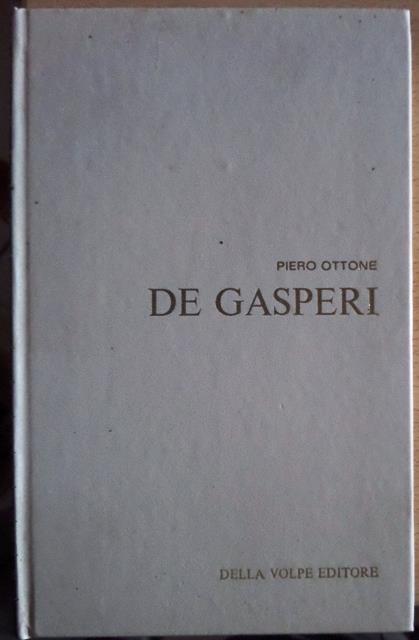 PIERO OTTONE
DE GASPERI
DELLA VOLPE EDITORE